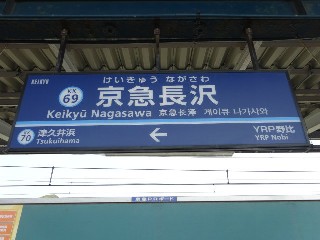 KEIKYU
けいきゅう ながさわ
KK
69
京急長沢
Keikyū Nagasawa 京急长泽 게이큐 나가사와
KK
70
津久井浜
Tsukuihama
←
YRP野比
YRP Nobi